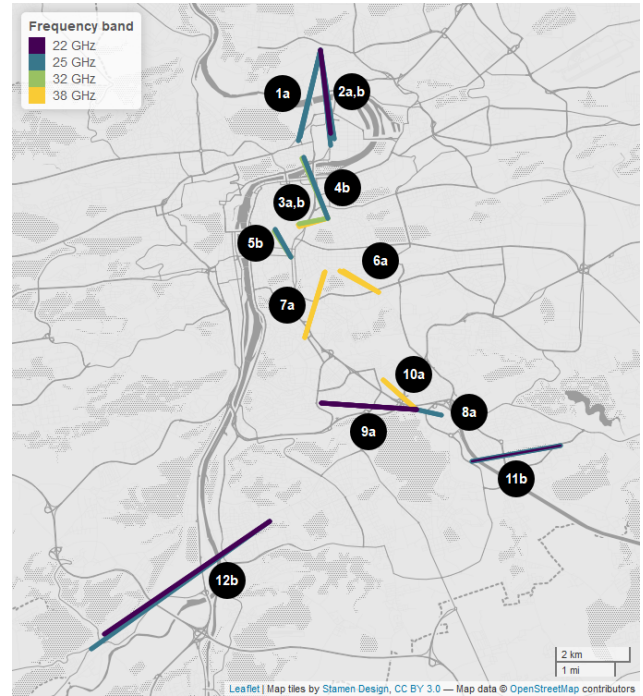 Frequency band
22 GHz
25 GHz
32 GHz
38 GHz
1a
2a,b
4b
3a,b
5b
6a
7a
10a
8a
9a
11b
12b
2 km
1 mi
Leaflet | Map tiles by Stamen Design, CC BY 3.0 — Map data © OpenStreetMap contributors